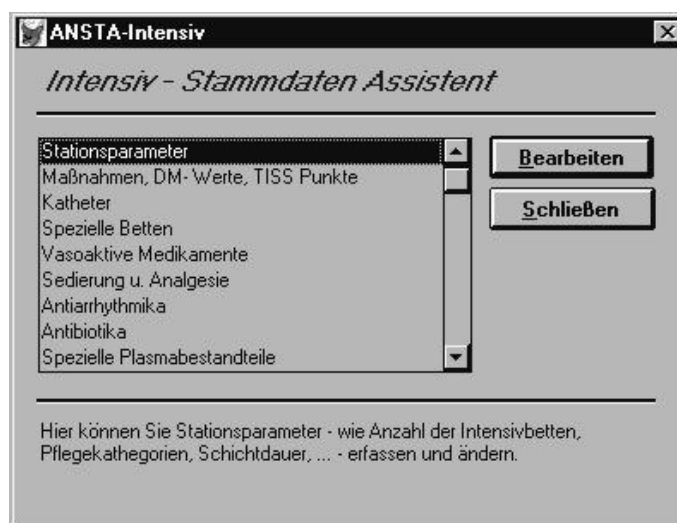 ANSTA-Intensiv
Intensiv - Stammdaten Assistent
Stationsparameter
Maßnahmen, DM- Werte, TISS Punkte
Katheter
Spezielle Betten
Vasoaktive Medikamente
Sedierung u. Analgesie
Antiarrhythmika
Antibiotika
Spezielle Plasmabestandteile
Bearbeiten
Schließen
Hier können Sie Stationsparameter - wie Anzahl der Intensivbetten,
Pflegekathegorien, Schichtdauer, ... - erfassen und ändern.